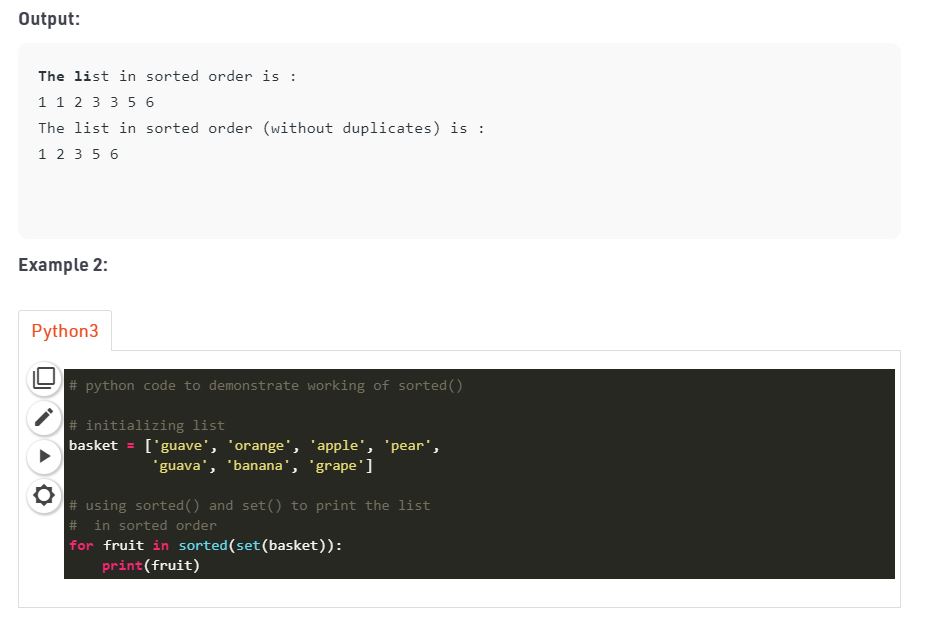 Output:
The list in sorted order is :
1 1 2 3 3 5 6
The list in sorted order (without duplicates) is :
1 2 3 5 6
Example 2:
Python3
# python code to demonstrate working of sorted()
# initializing list
basket = ['guave', 'orange', 'apple', 'pear',
'guava', 'banana', 'grape']
# using sorted() and set() to print the list
#  in sorted order
for fruit in sorted(set(basket)):
    print(fruit)